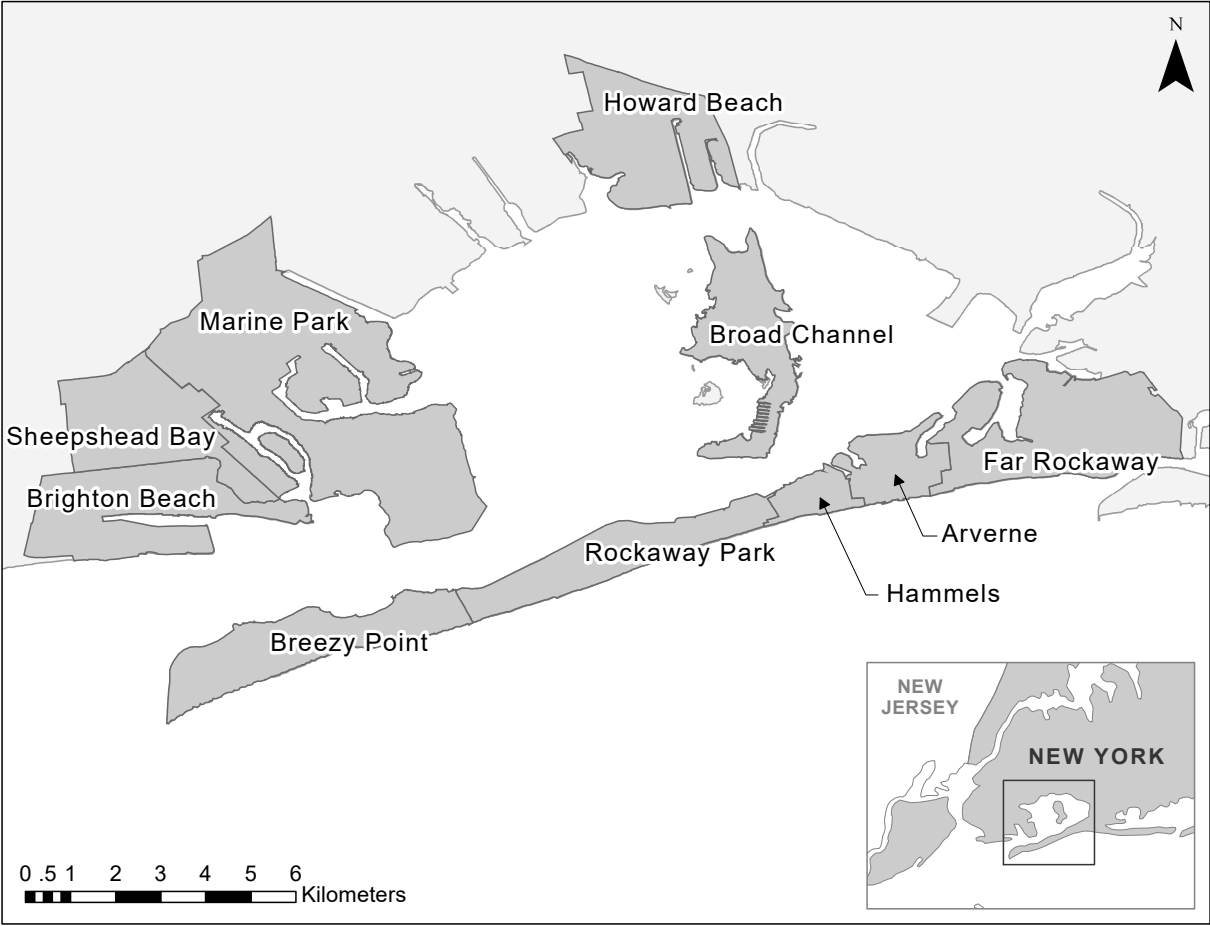 N
Howard Beach
Marine Park
Broad Channel
Sheepshead Bay
Far Rockaway
Brighton Beach
Arverne
Rockaway Park
Hammels
Breezy Point
NEW
JERSEY
NEW YORK
0 .5 1 2 3 4 5 6
Kilometers